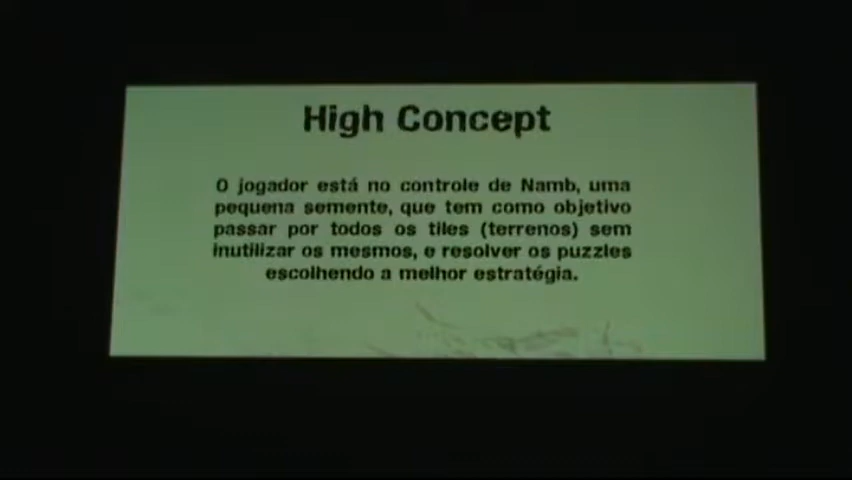 High Concept
O jogador está no controle de Namb, uma
pequena semente, que tem como objetivo
passar por todos os tiles (terrenos) sem
inutilizar os mesmos, e resolver os puzzles
escolhendo a melhor estratégia.